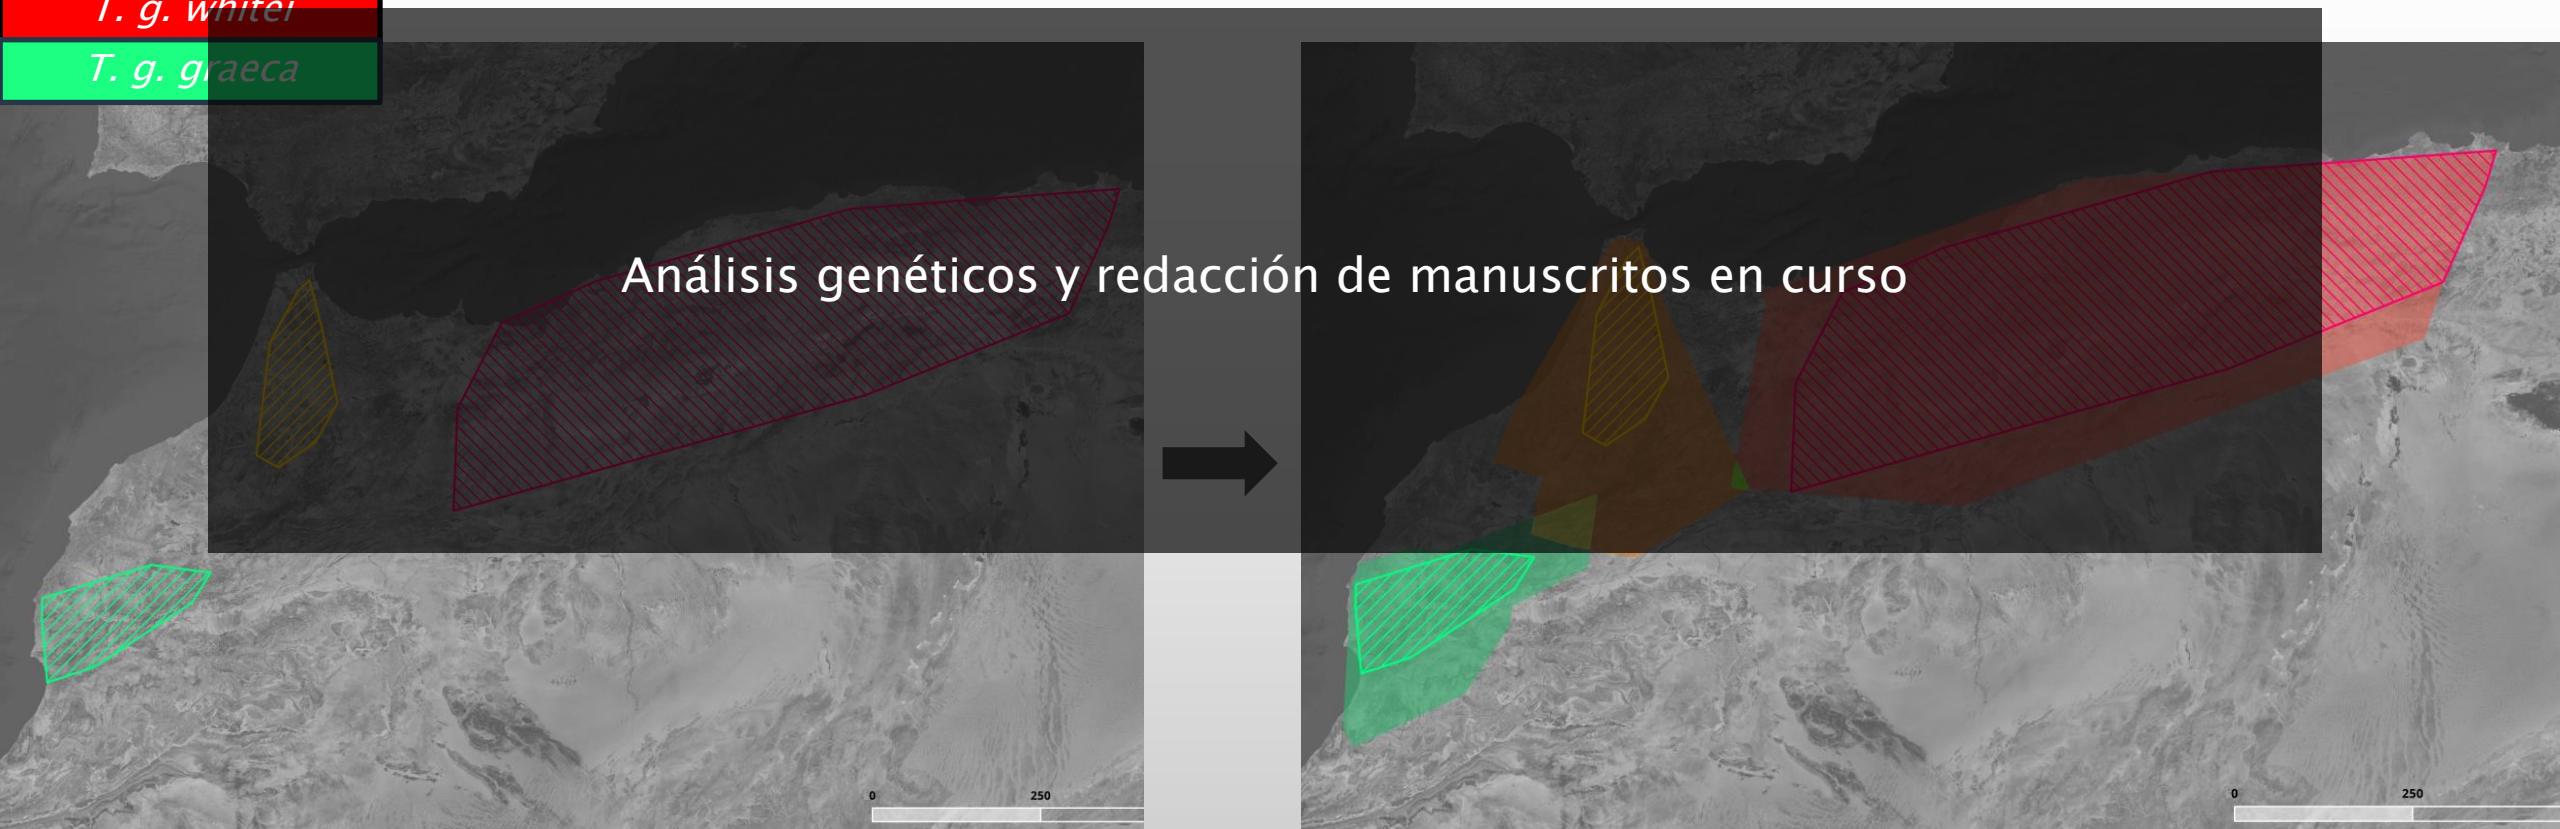 T. g. whitei
T. g. graeca
Análisis genéticos y redacción de manuscritos en curso
0 250
0 250